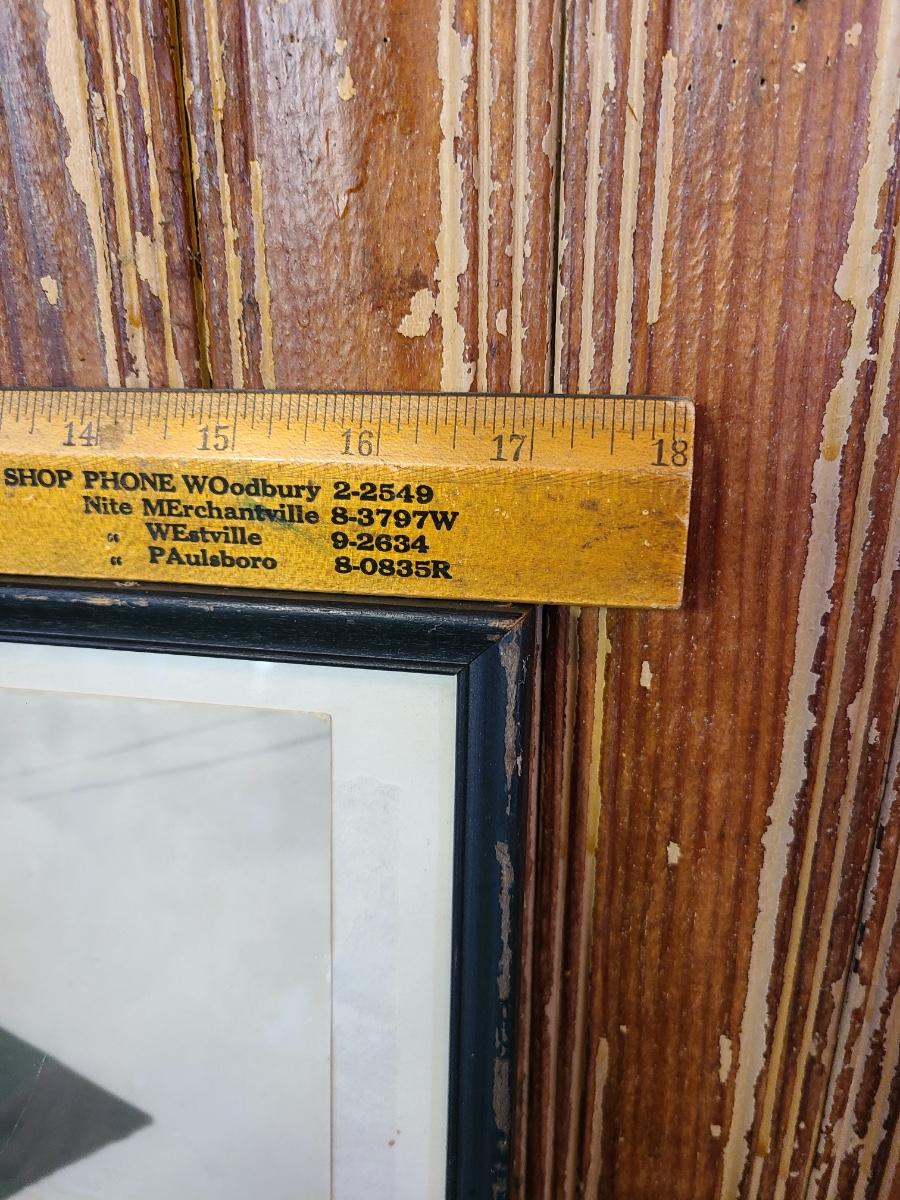 14 15 16 17 18
SHOP PHONE WOodbury 2-2549
Nite MErchantville 8-3797W
“ WEstville 9-2634
“ PAulsboro 8-0835R